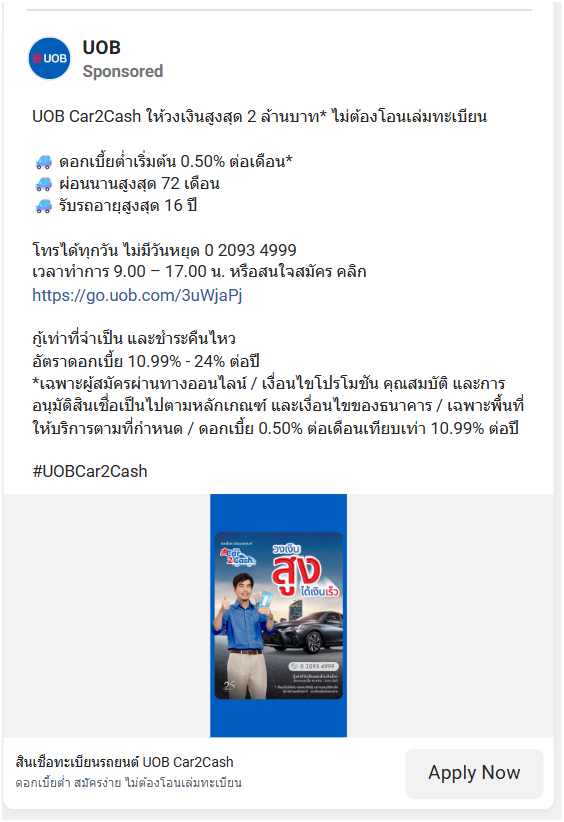 UOB
UOB
Sponsored
UOB Car2Cash ให้วงเงินสูงสุด 2 ล้านบาท* ไม่ต้องโอนเล่มทะเบียน
ดอกเบี้ยต่ำเริ่มต้น 0.50% ต่อเดือน*
ผ่อนนานสูงสุด 72 เดือน
รับรถอายุสูงสุด 16 ปี
โทรได้ทุกวัน ไม่มีวันหยุด 0 2093 4999
เวลาทำการ 9.00 – 17.00 น. หรือสนใจสมัคร คลิก
https://go.uob.com/3uWjaPj
กู้เท่าที่จำเป็น และชำระคืนไหว
อัตราดอกเบี้ย 10.99% - 24% ต่อปี
*เฉพาะผู้สมัครผ่านทางออนไลน์ / เงื่อนไขโปรโมชัน คุณสมบัติ และการ
อนุมัติสินเชื่อเป็นไปตามหลักเกณฑ์ และเงื่อนไขของธนาคาร / เฉพาะพื้นที่
ให้บริการตามที่กำหนด / ดอกเบี้ย 0.50% ต่อเดือนเทียบเท่า 10.99% ต่อปี
#UOBCar2Cash
Car
2Cash
วงเงิน
สูง
ได้เงินเร็ว
0 2093 4999
25
สินเชื่อทะเบียนรถยนต์ UOB Car2Cash
ดอกเบี้ยต่ำ สมัครง่าย ไม่ต้องโอนเล่มทะเบียน
Apply Now